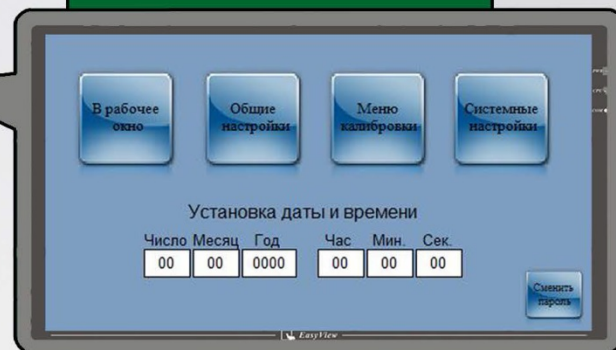 В рабочее
окно
Общие
настройки
Меню
калибровки
Системные
настройки
Установка даты и времени
Число Месяц Год Час Мин. Сек.
00 00 0000 00 00 00
Сменить
пароль
EasyView